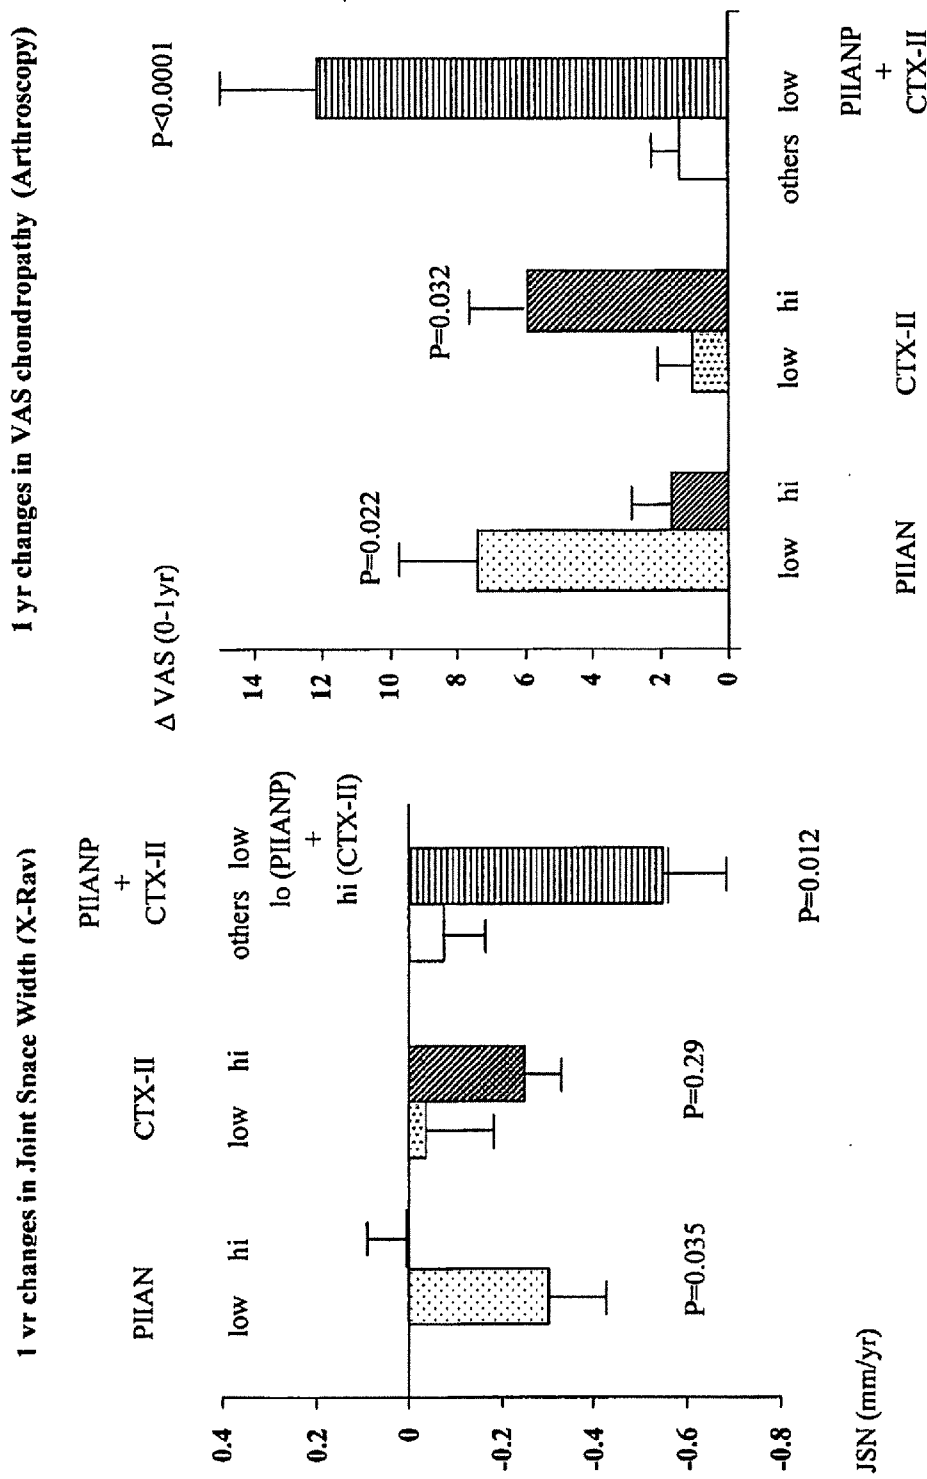 1 yr changes in Joint Space Width (X-Ray)
PIIAN CTX-II PIIANP
+
CTX-II
low hi low hi others low
lo (PIIANP)
+
hi (CTX-II)
0.4
0
-0.2
-0.4
-0.6
-0.8
P=0.035 P=0.29 P=0.012
JSN (mm/yr)
1 yr changes in VAS chondropathy (Arthroscopy)
Δ VAS (0-1yr)
14
12
10
8
6
4
2
0
P=0.022 P=0.032 P<0.0001
low hi low hi others low
PIIAN CTX-II PIIANP
+
CTX-II